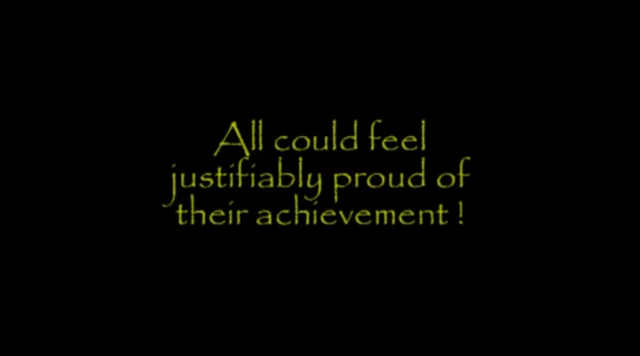 All could feel
justifiably proud of
their achievement !